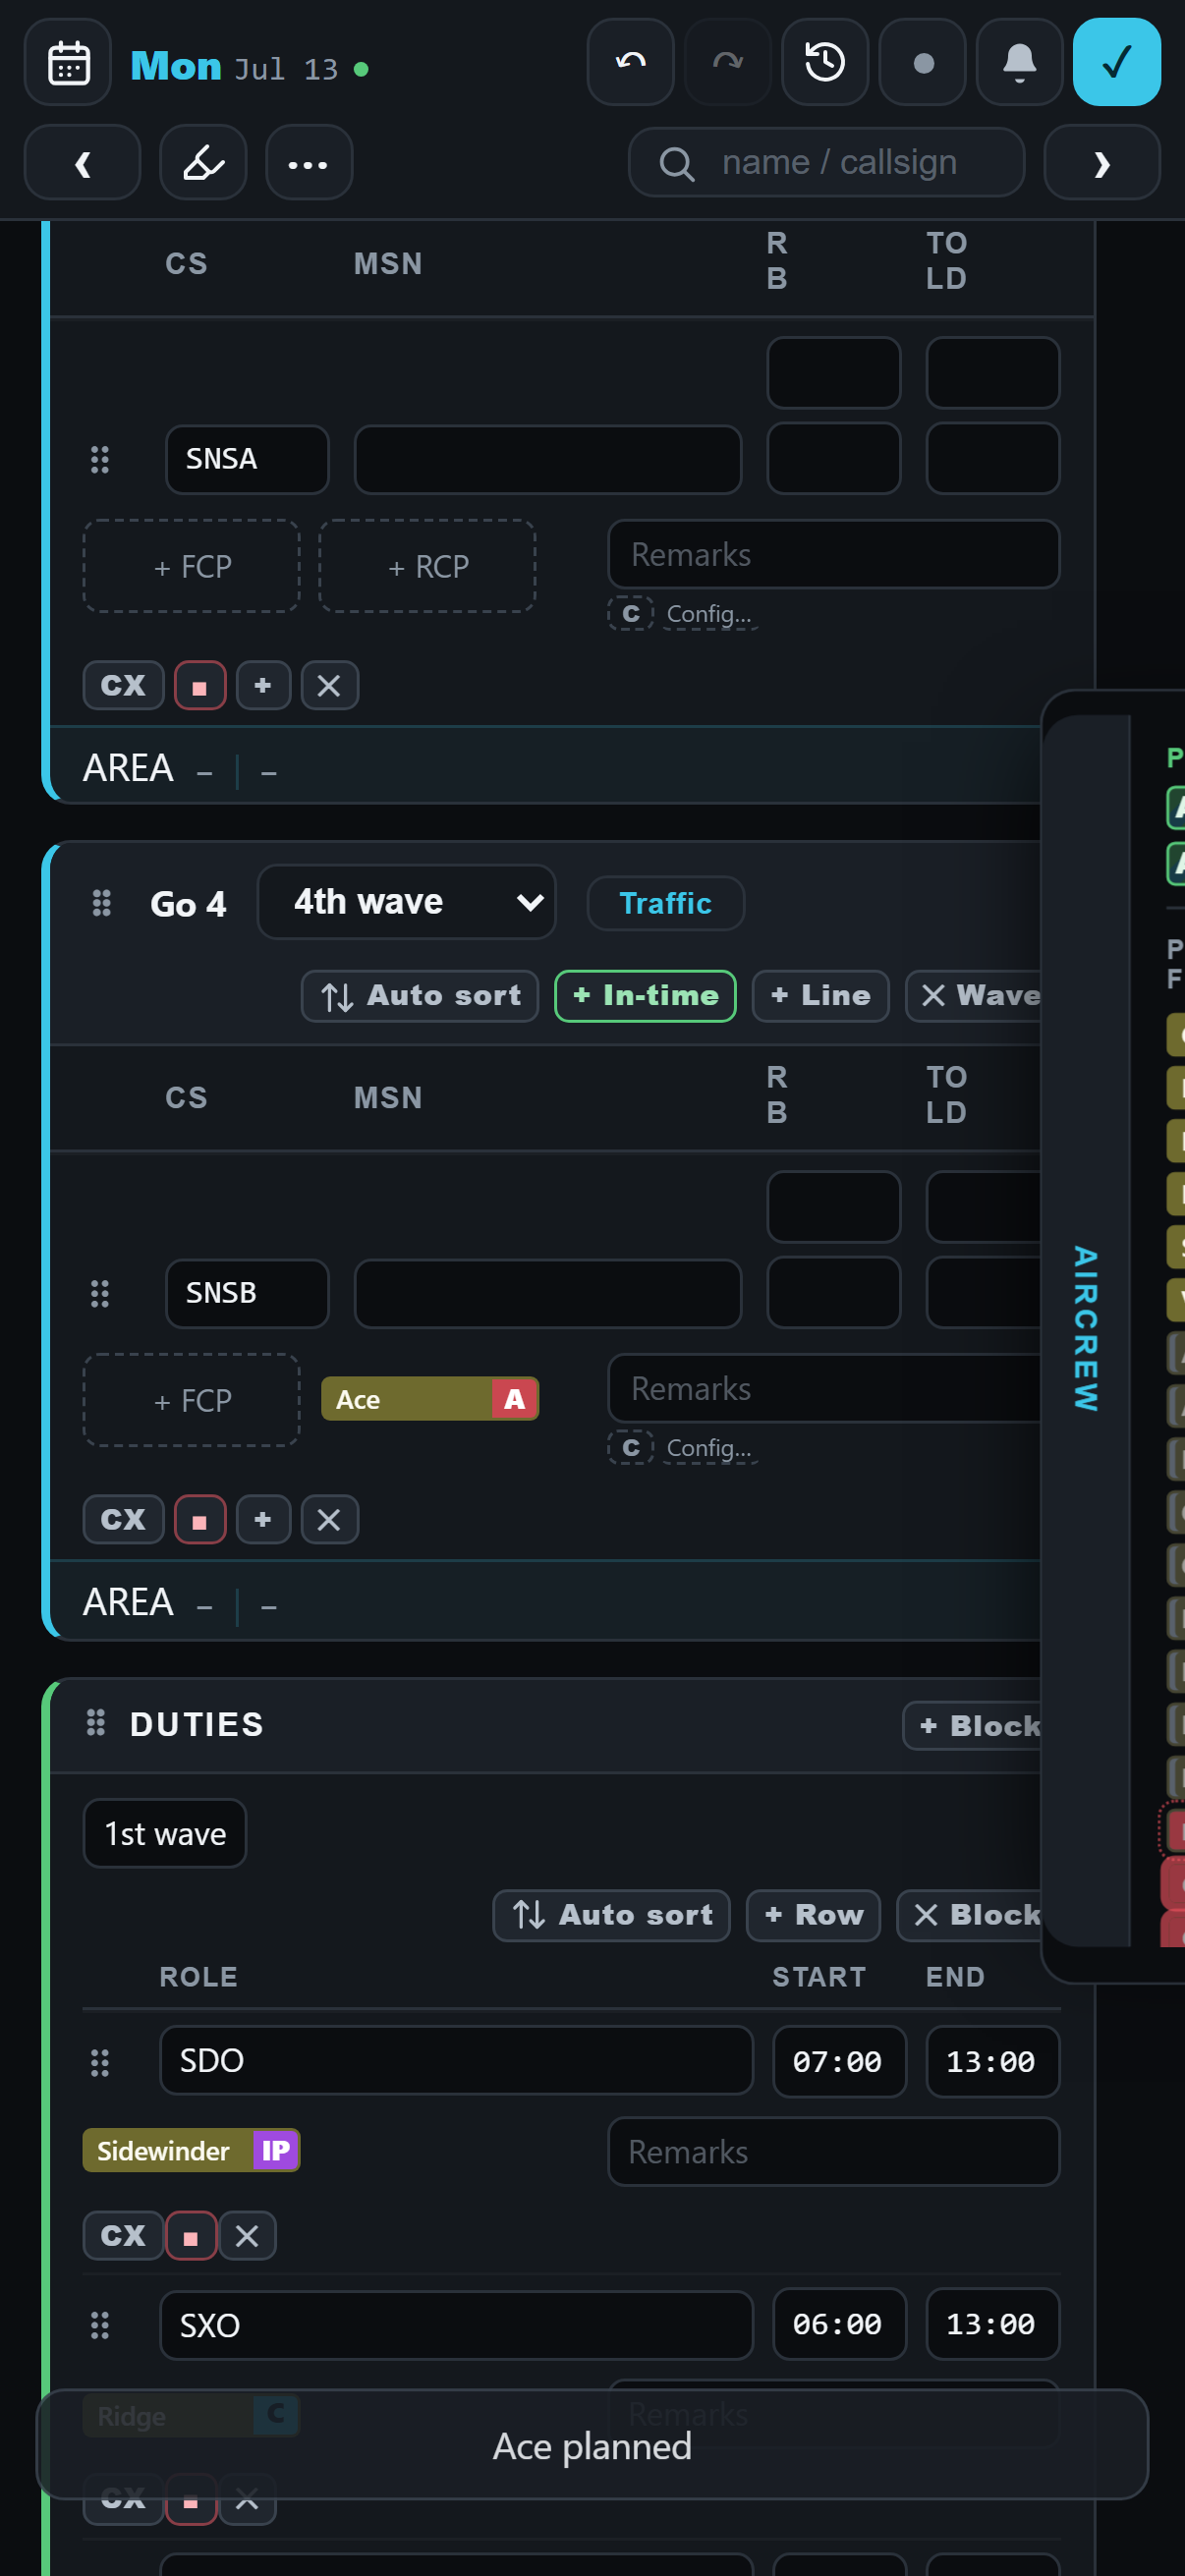 Mon Jul 13
name / callsign
CS MSN R B TO LD
SNSA
+ FCP + RCP Remarks
C Config...
CX + ×
AREA – | –
Go 4 4th wave Traffic
Auto sort + In-time + Line × Wave
CS MSN R B TO LD
SNSB
+ FCP Ace A Remarks
C Config...
CX + ×
AREA – | –
AIRCREW
DUTIES + Block
1st wave
Auto sort + Row × Block
ROLE START END
SDO 07:00 13:00
Sidewinder IP Remarks
CX ×
SXO 06:00 13:00
Ridge C Remarks
Ace planned
CX ×